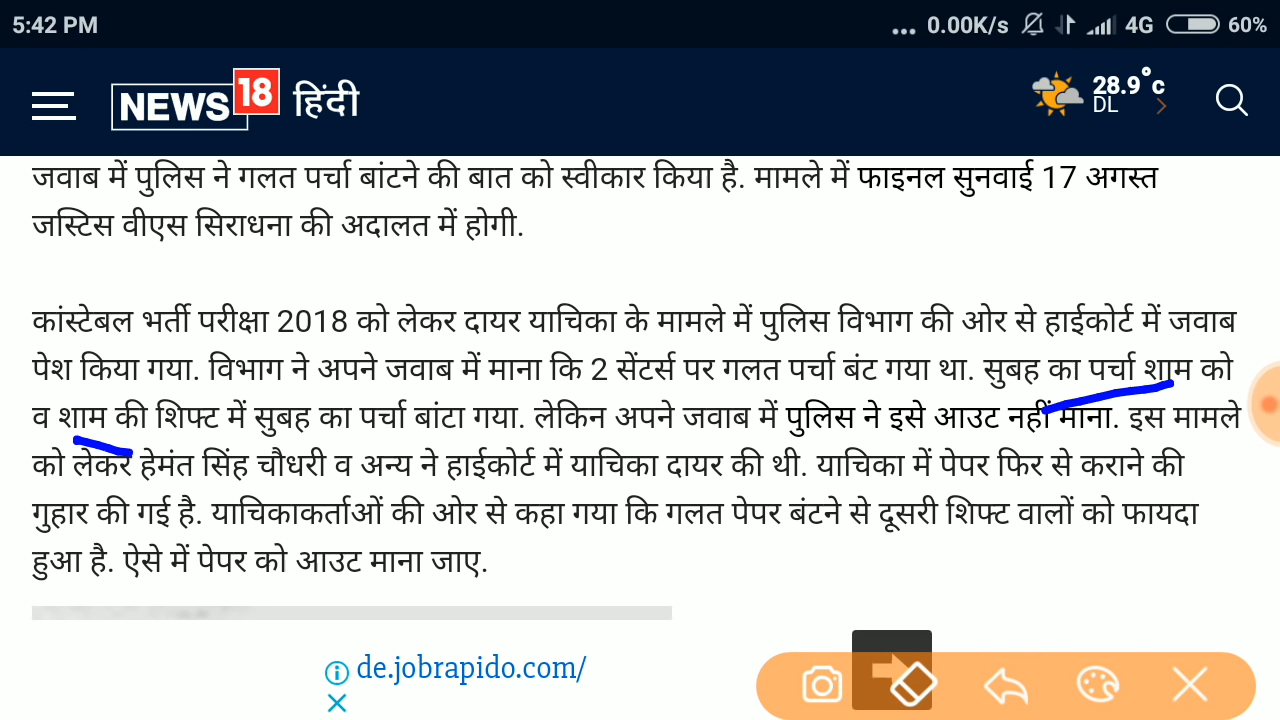 5:42 PM
... 0.00K/s 4G 60%
NEWS 18 हिंदी
28.9°c
DL
जवाब में पुलिस ने गलत पर्चा बांटने की बात को स्वीकार किया है. मामले में फाइनल सुनवाई 17 अगस्त
जस्टिस वीएस सिराधना की अदालत में होगी.
कांस्टेबल भर्ती परीक्षा 2018 को लेकर दायर याचिका के मामले में पुलिस विभाग की ओर से हाईकोर्ट में जवाब
पेश किया गया. विभाग ने अपने जवाब में माना कि 2 सेंटर्स पर गलत पर्चा बंट गया था. सुबह का पर्चा शाम को
व शाम की शिफ्ट में सुबह का पर्चा बांटा गया. लेकिन अपने जवाब में पुलिस ने इसे आउट नहीं माना. इस मामले
को लेकर हेमंत सिंह चौधरी व अन्य ने हाईकोर्ट में याचिका दायर की थी. याचिका में पेपर फिर से कराने की
गुहार की गई है. याचिकाकर्ताओं की ओर से कहा गया कि गलत पेपर बंटने से दूसरी शिफ्ट वालों को फायदा
हुआ है. ऐसे में पेपर को आउट माना जाए.
de.jobrapido.com/